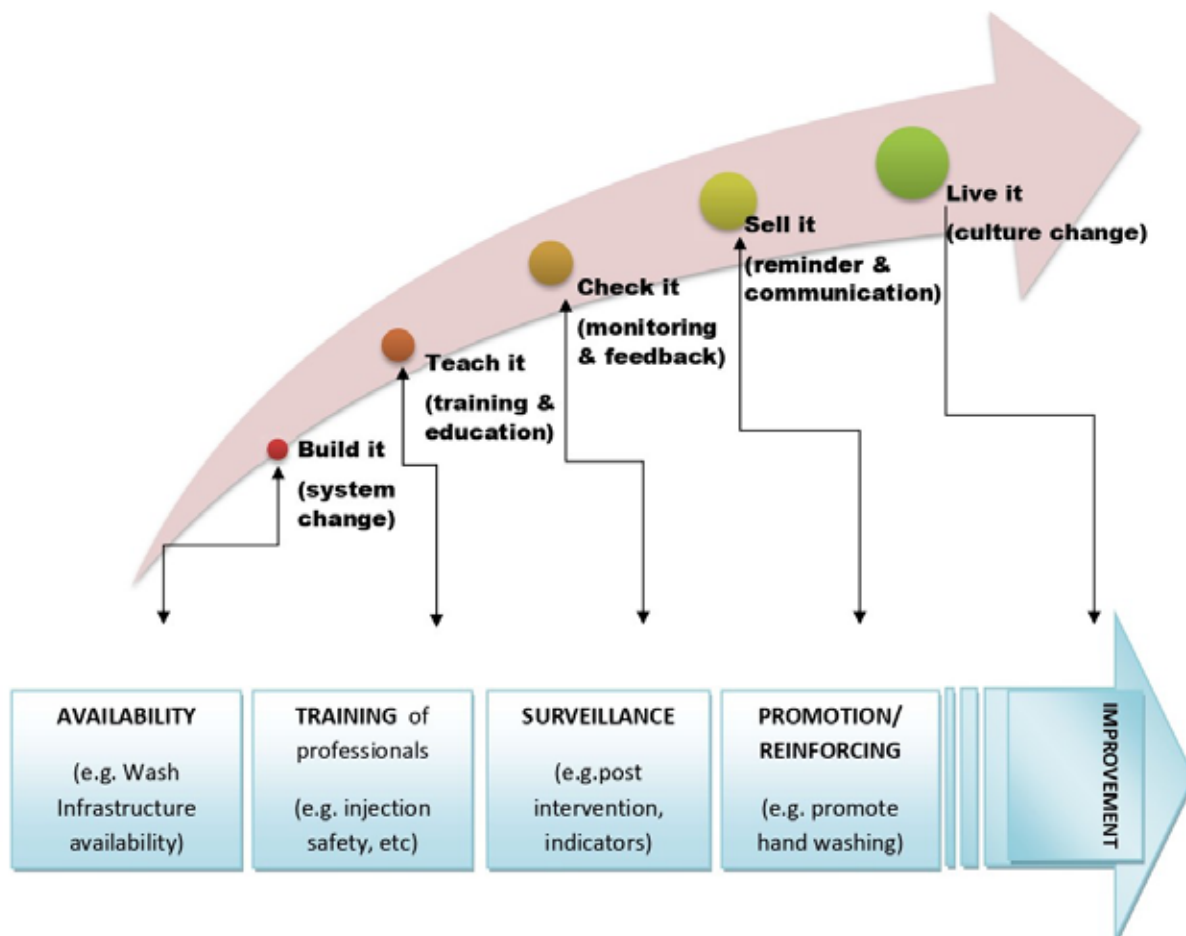 Build it
(system
change)
Teach it
(training &
education)
Check it
(monitoring
& feedback)
Sell it
(reminder &
communication)
Live it
(culture change)
AVAILABILITY
(e.g. Wash
Infrastructure
availability)
TRAINING of
professionals
(e.g. injection
safety, etc)
SURVEILLANCE
(e.g.post
intervention,
indicators)
PROMOTION/
REINFORCING
(e.g. promote
hand washing)
IMPROVEMENT